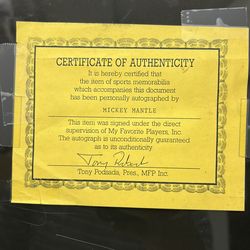 CERTIFICATE OF AUTHENTICITY
It is hereby certified that
the item of sports memorabilia
which accompanies this document
has been personally autographed by
MICKEY MANTLE
This item was signed under the direct
supervision of My Favorite Players, Inc.
The autograph is unconditionally guaranteed
as to its authenticity
Tony Podsada, Pres., MFP Inc.